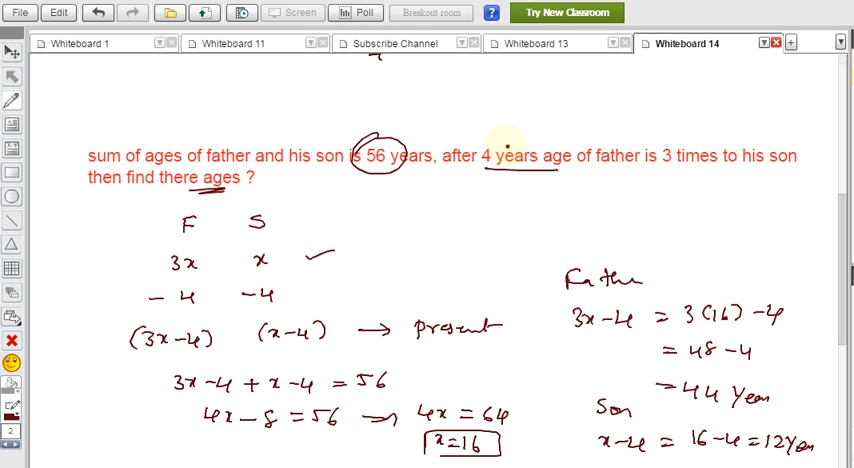 File Edit Screen Poll Breakout room ? Try New Classroom
Whiteboard 1 Whiteboard 11 Subscribe Channel Whiteboard 13 Whiteboard 14
sum of ages of father and his son is 56 years, after 4 years age of father is 3 times to his son
then find there ages ?
F S
3x x ✓
- 4 -4
(3x-4) (x-4) → present
3x-4 + x-4 = 56
4x - 8 = 56 → 4x = 64
x=16
Father
3x-4 = 3(16) -4
= 48 -4
= 44 Year
Son
x-4 = 16-4 = 12 Year
2